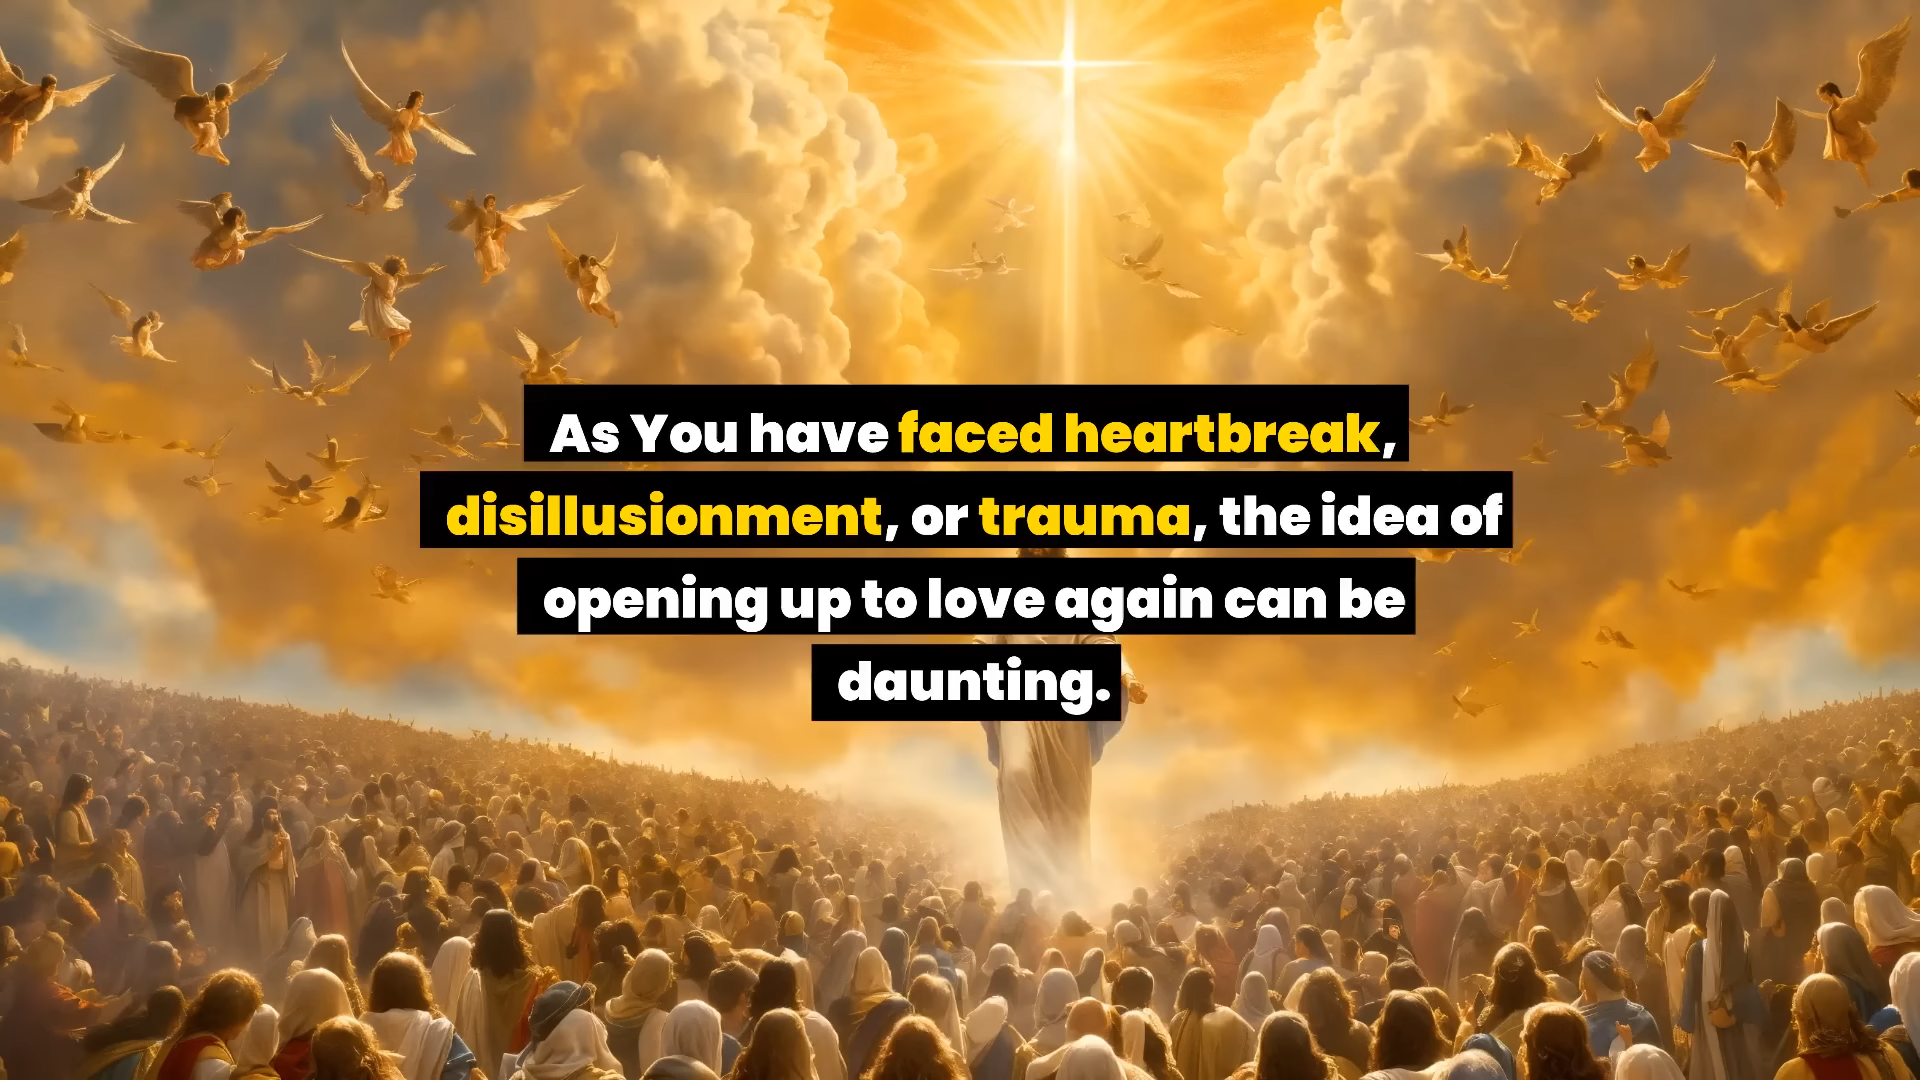 As You have faced heartbreak,
disillusionment, or trauma, the idea of
opening up to love again can be
daunting.